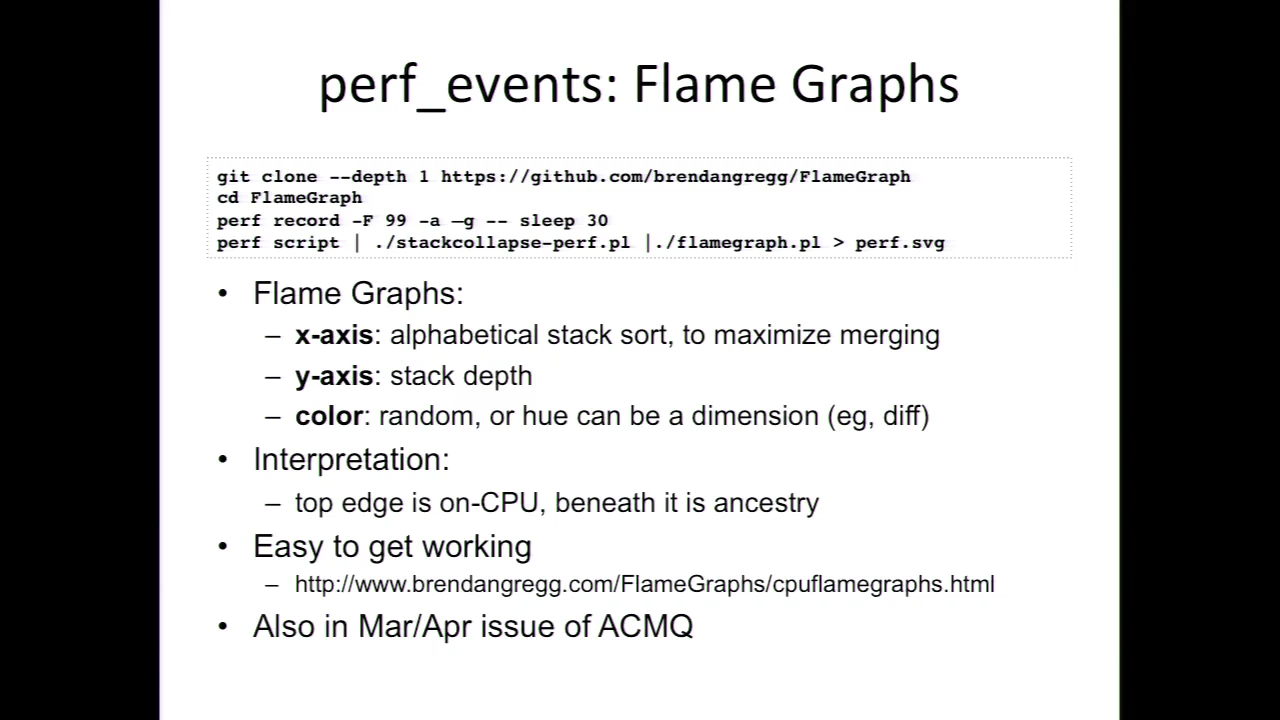 perf_events: Flame Graphs
git clone --depth 1 https://github.com/brendangregg/FlameGraph
cd FlameGraph
perf record -F 99 -a –g -- sleep 30
perf script | ./stackcollapse-perf.pl |./flamegraph.pl > perf.svg
• Flame Graphs:
– x-axis: alphabetical stack sort, to maximize merging
– y-axis: stack depth
– color: random, or hue can be a dimension (eg, diff)
• Interpretation:
– top edge is on-CPU, beneath it is ancestry
• Easy to get working
– http://www.brendangregg.com/FlameGraphs/cpuflamegraphs.html
• Also in Mar/Apr issue of ACMQ